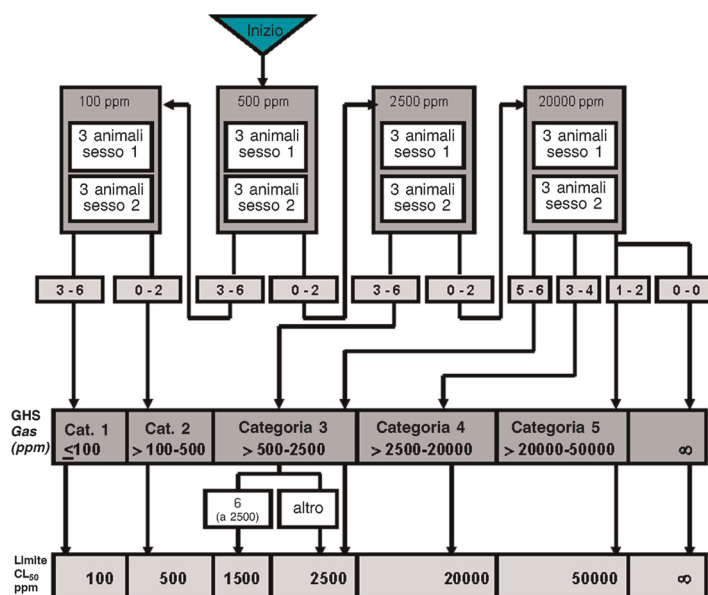 Inizio
100 ppm
500 ppm
2500 ppm
20000 ppm
3 animali
sesso 1
3 animali
sesso 1
3 animali
sesso 1
3 animali
sesso 1
3 animali
sesso 2
3 animali
sesso 2
3 animali
sesso 2
3 animali
sesso 2
3 - 6
0 - 2
3 - 6
0 - 2
3 - 6
0 - 2
5 - 6
3 - 4
1 - 2
0 - 0
GHS
Gas
(ppm)
Cat. 1
≤100
Cat. 2
> 100-500
Categoria 3
> 500-2500
Categoria 4
> 2500-20000
Categoria 5
> 20000-50000
∞
6
(a 2500)
altro
Limite
CL50
ppm
100
500
1500
2500
20000
50000
∞